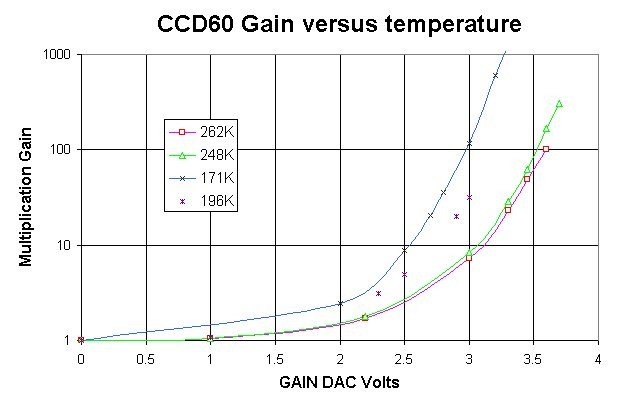 CCD60 Gain versus temperature
1000
100
10
1
Multiplication Gain
262K
248K
171K
196K
0 0.5 1 1.5 2 2.5 3 3.5 4
GAIN DAC Volts